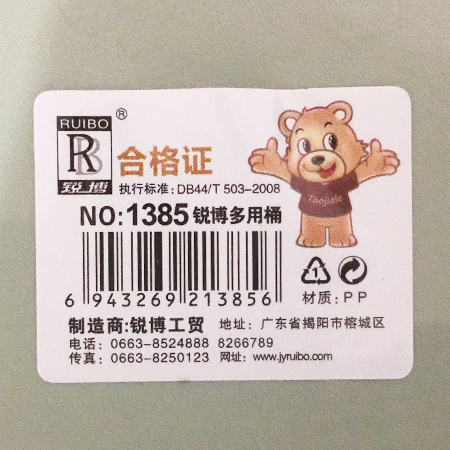 RUIBO
®
RB
锐博
合格证
执行标准: DB44/T 503-2008
Taojiale
NO:1385 锐博多用桶
6 943269 213856
1
材质: PP
制造商:锐博工贸 地址: 广东省揭阳市榕城区
电话: 0663-8524888 8266789
传真: 0663-8250123 网址: www.jyruibo.com